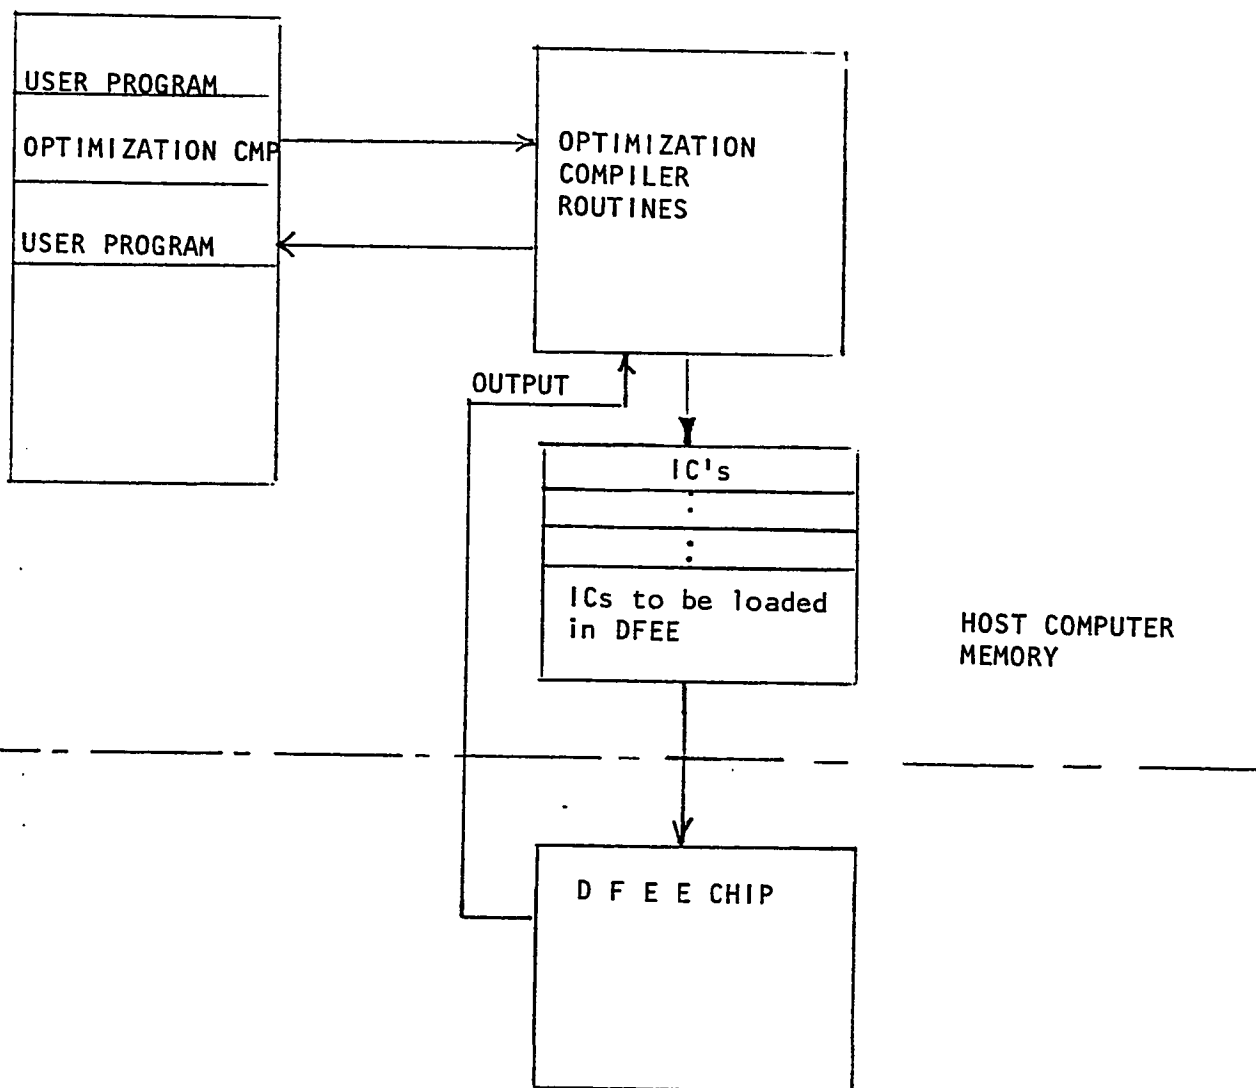 USER PROGRAM
OPTIMIZATION CMP
USER PROGRAM
OPTIMIZATION
COMPILER
ROUTINES
OUTPUT
IC's
ICs to be loaded
in DFEE
HOST COMPUTER
MEMORY
D F E E CHIP